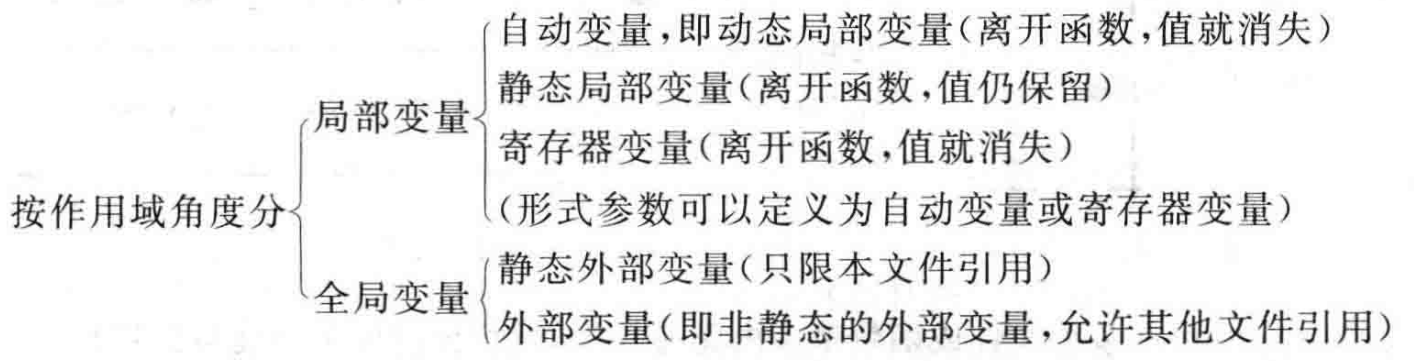 自动变量,即动态局部变量(离开函数,值就消失)
静态局部变量(离开函数,值仍保留)
局部变量
寄存器变量(离开函数,值就消失)
按作用域角度分
(形式参数可以定义为自动变量或寄存器变量)
静态外部变量(只限本文件引用)
全局变量
外部变量(即非静态的外部变量,允许其他文件引用)